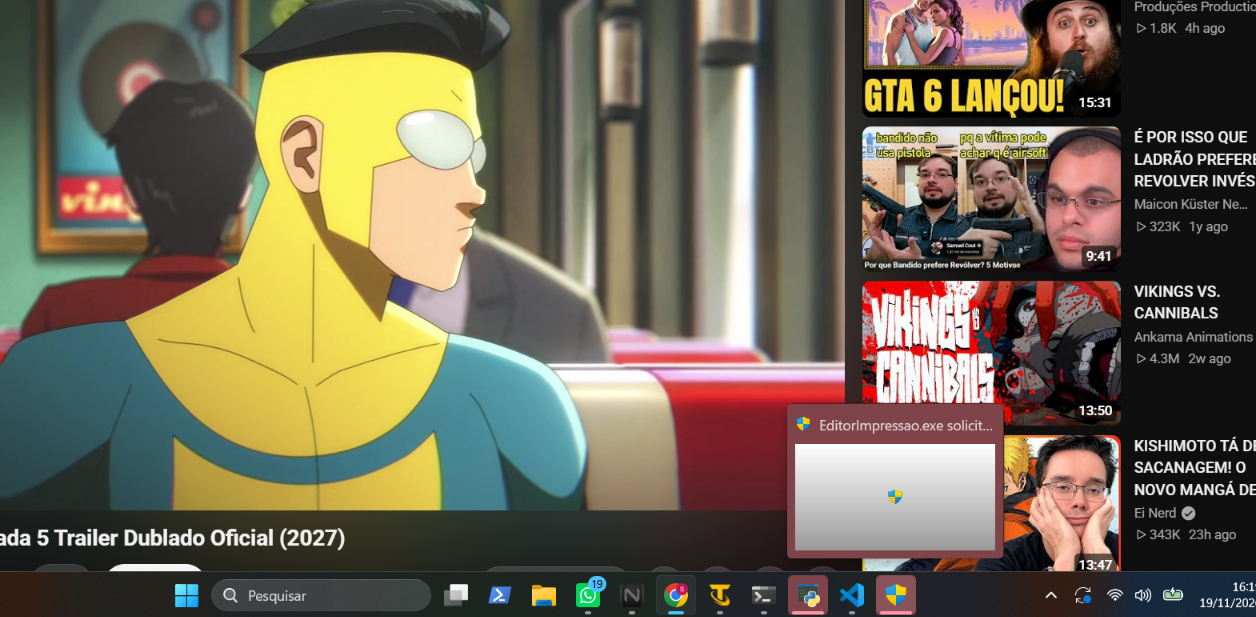 Produções Productio
1.8K 4h ago
GTA 6 LANÇOU!
15:31
bandido não usa pistola
pq a vítima pode achar q é airsoft
Samuel Cout
Por que Bandido prefere Revólver? 5 Motivos
9:41
É POR ISSO QUE
LADRÃO PREFERE
REVOLVER INVÉS
Maicon Küster Ne...
323K 1y ago
VIKINGS VS CANNIBALS
13:50
VIKINGS VS.
CANNIBALS
Ankama Animations
4.3M 2w ago
EditorImpressao.exe solicit...
13:47
KISHIMOTO TÁ DE
SACANAGEM! O
NOVO MANGÁ DE
Ei Nerd
343K 23h ago
ada 5 Trailer Dublado Oficial (2027)
Pesquisar
19
16:1
19/11/202